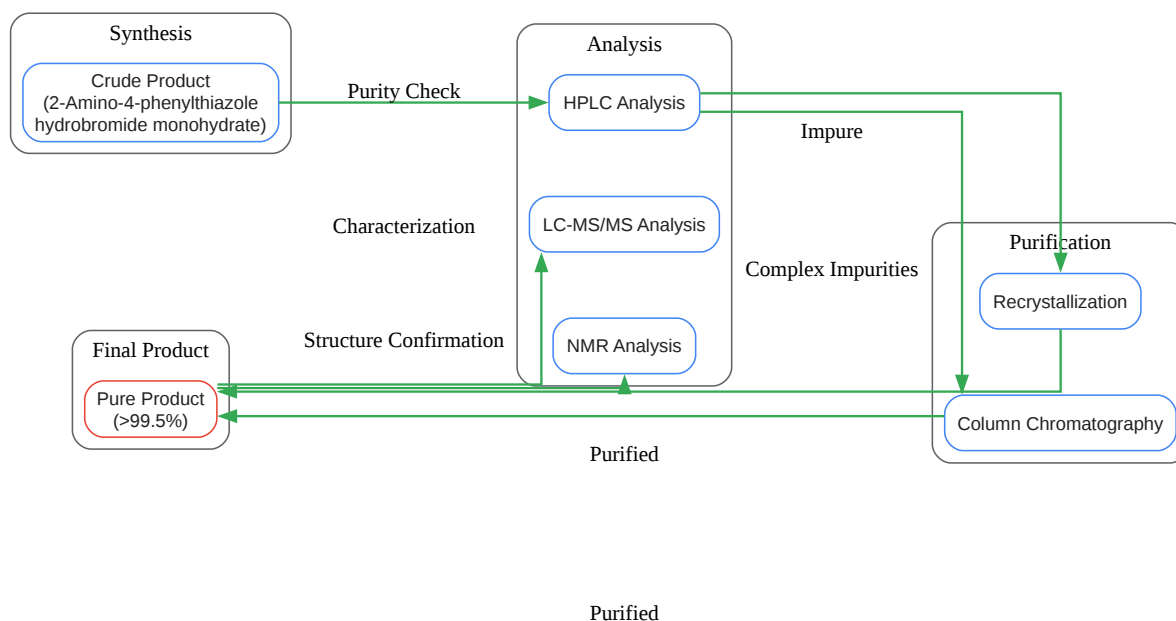 Synthesis
Crude Product
(2-Amino-4-phenylthiazole
hydrobromide monohydrate)
Purity Check
Analysis
HPLC Analysis
Impure
Characterization
LC-MS/MS Analysis
Purification
Complex Impurities
Recrystallization
Structure Confirmation
NMR Analysis
Final Product
Pure Product
(>99.5%)
Column Chromatography
Purified
Purified